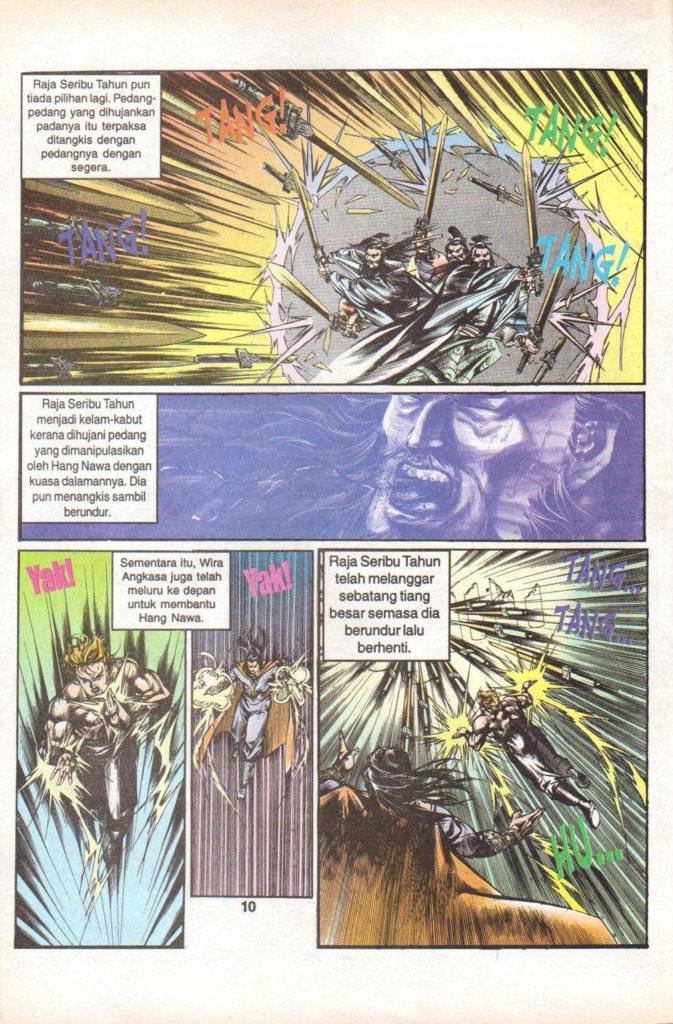 Raja Seribu Tahun pun
tiada pilihan lagi. Pedang-
pedang yang dihujankan
padanya itu terpaksa
ditangkis dengan
pedangnya dengan
segera.
TANG!
TANG!
TANG!
TANG!
Raja Seribu Tahun
menjadi kelam-kabut
kerana dihujani pedang
yang dimanipulasikan
oleh Hang Nawa dengan
kuasa dalamannya. Dia
pun menangkis sambil
berundur.
Yak!
Sementara itu, Wira
Angkasa juga telah
meluru ke depan
untuk membantu
Hang Nawa.
Yak!
Raja Seribu Tahun
telah melanggar
sebatang tiang
besar semasa dia
berundur lalu
berhenti.
TANG...
TANG...
HU....
10